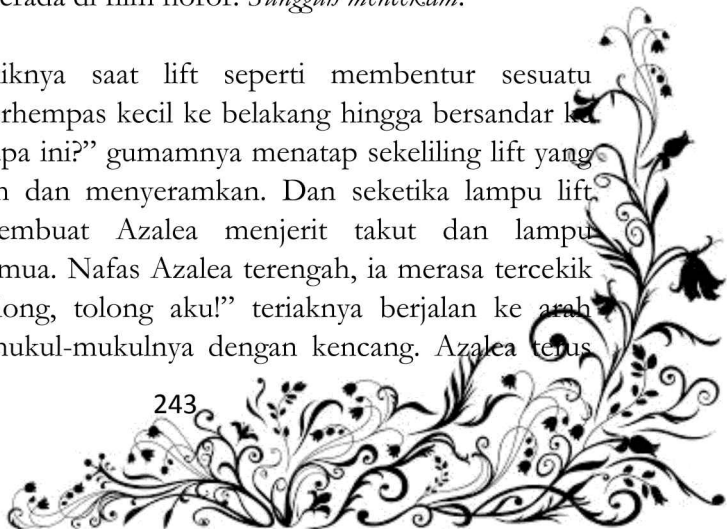 di film horor. Sungguh mencekam.
iknya saat lift seperti membentur sesuatu
rhempas kecil ke belakang hingga bersandar ke
pa ini?” gumamnya menatap sekeliling lift yang
dan menyeramkan. Dan seketika lampu lift
embuat Azalea menjerit takut dan lampu
mua. Nafas Azalea terengah, ia merasa tercekik
long, tolong aku!” teriaknya berjalan ke arah
nukul-mukulnya dengan kencang. Azalea terus
243